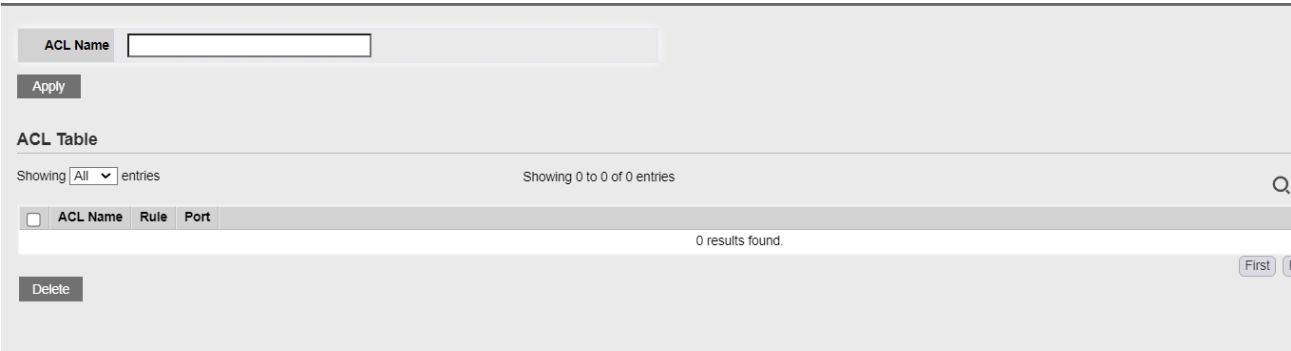 ACL Name
Apply
ACL Table
Showing All entries Showing 0 to 0 of 0 entries
ACL Name Rule Port
0 results found.
First
Delete